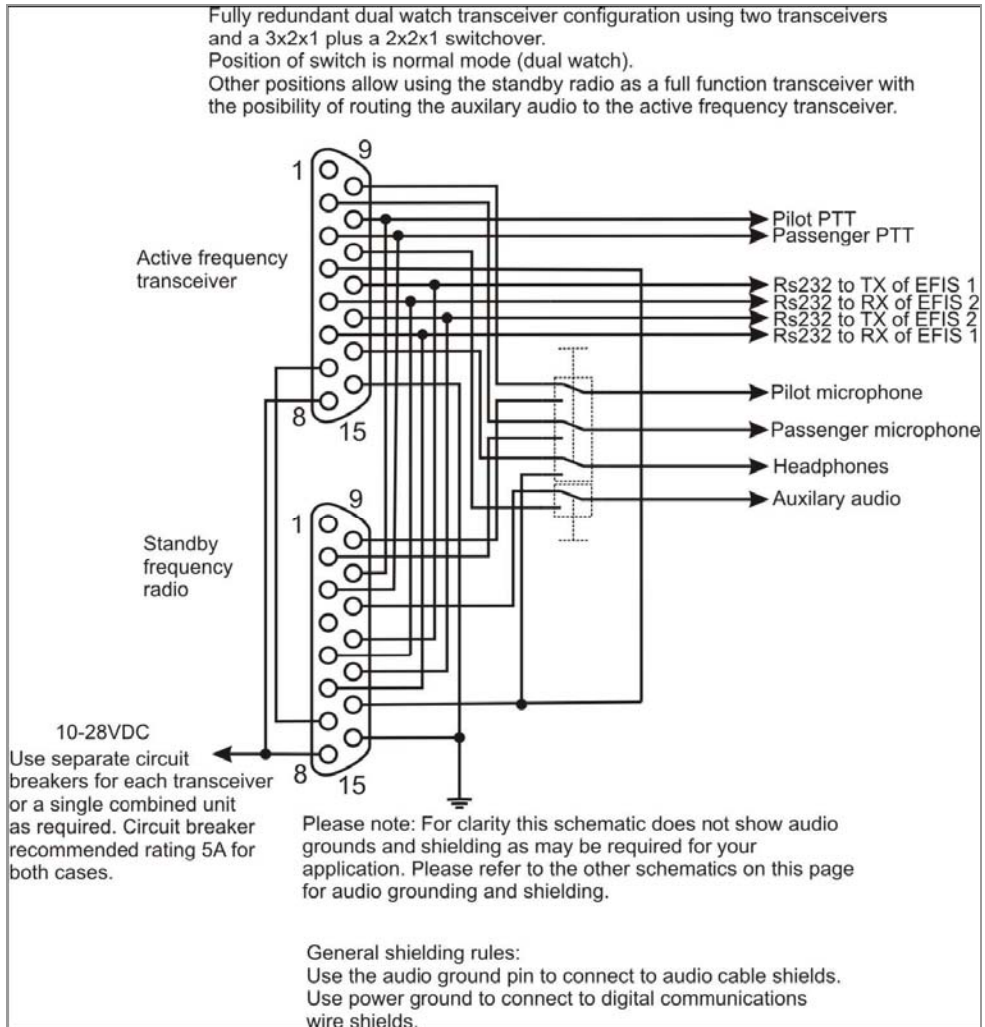 Fully redundant dual watch transceiver configuration using two transceivers
and a 3x2x1 plus a 2x2x1 switchover.
Position of switch is normal mode (dual watch).
Other positions allow using the standby radio as a full function transceiver with
the posibility of routing the auxilary audio to the active frequency transceiver.
9
1
Pilot PTT
Passenger PTT
Active frequency
transceiver
Rs232 to TX of EFIS 1
Rs232 to RX of EFIS 2
Rs232 to TX of EFIS 2
Rs232 to RX of EFIS 1
Pilot microphone
8
15
Passenger microphone
Headphones
Auxilary audio
9
1
Standby
frequency
radio
10-28VDC
Use separate circuit
breakers for each transceiver
or a single combined unit
as required. Circuit breaker
recommended rating 5A for
both cases.
8
15
Please note: For clarity this schematic does not show audio
grounds and shielding as may be required for your
application. Please refer to the other schematics on this page
for audio grounding and shielding.
General shielding rules:
Use the audio ground pin to connect to audio cable shields.
Use power ground to connect to digital communications
wire shields.